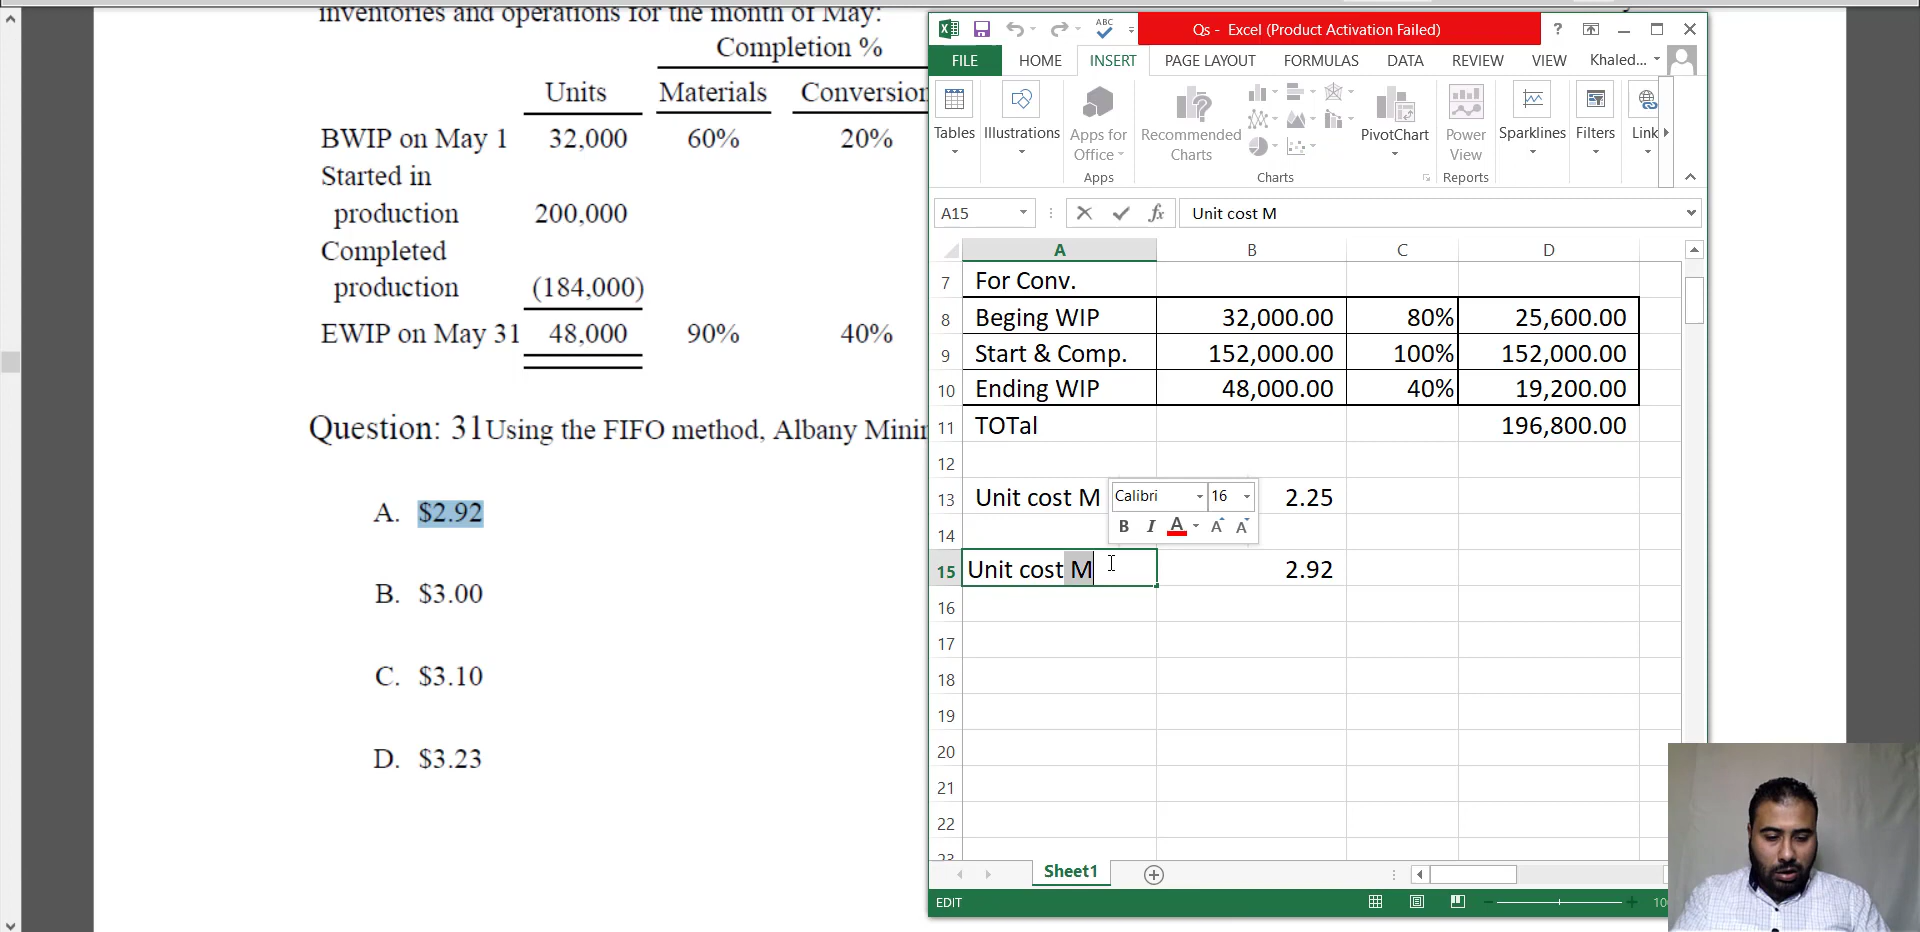 inventories and operations for the month of May:
Completion %
Units Materials Conversion
BWIP on May 1 32,000 60% 20%
Started in
production 200,000
Completed
production (184,000)
EWIP on May 31 48,000 90% 40%
Question: 31 Using the FIFO method, Albany
A. $2.92
B. $3.00
C. $3.10
D. $3.23
ABC
Qs - Excel (Product Activation Failed)
?
FILE HOME INSERT PAGE LAYOUT FORMULAS DATA REVIEW VIEW Khaled...
Tables Illustrations Apps for Office Recommended Charts PivotChart Power View Sparklines Filters Link
Apps Charts Reports
A15 fx Unit cost M
A B C D
7 For Conv.
8 Beging WIP 32,000.00 80% 25,600.00
9 Start & Comp. 152,000.00 100% 152,000.00
10 Ending WIP 48,000.00 40% 19,200.00
11 TOTal 196,800.00
12
13 Unit cost M 2.25
Calibri 16
B I A A A
14
15 Unit cost M 2.92
16
17
18
19
20
21
22
23
Sheet1
EDIT